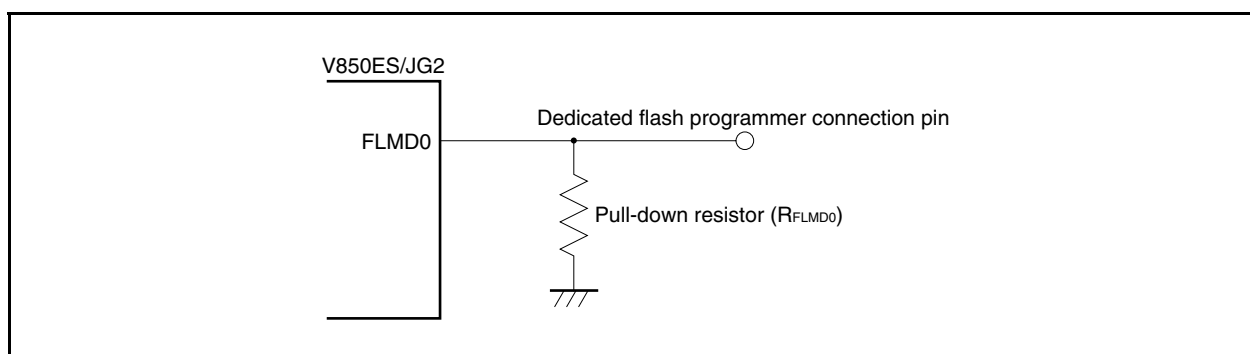 V850ES/JG2
Dedicated flash programmer connection pin
FLMD0
Pull-down resistor (RFLMD0)